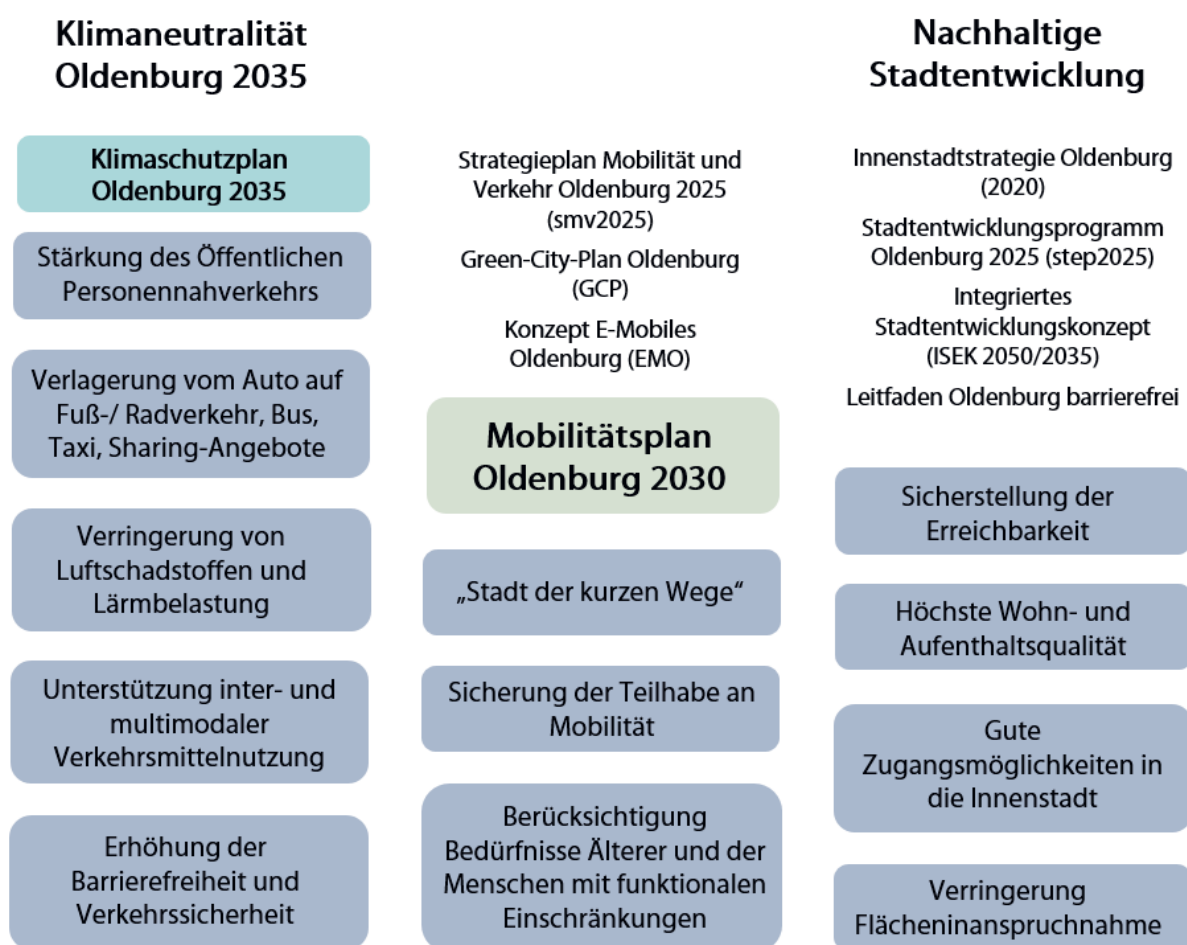 Klimaneutralität
Oldenburg 2035
Klimaschutzplan
Oldenburg 2035
Stärkung des Öffentlichen
Personennahverkehrs
Verlagerung vom Auto auf
Fuß-/ Radverkehr, Bus,
Taxi, Sharing-Angebote
Verringerung von
Luftschadstoffen und
Lärmbelastung
Unterstützung inter- und
multimodaler
Verkehrsmittelnutzung
Erhöhung der
Barrierefreiheit und
Verkehrssicherheit
Strategieplan Mobilität und
Verkehr Oldenburg 2025
(smv2025)
Green-City-Plan Oldenburg
(GCP)
Konzept E-Mobiles
Oldenburg (EMO)
Mobilitätsplan
Oldenburg 2030
„Stadt der kurzen Wege“
Sicherung der Teilhabe an
Mobilität
Berücksichtigung
Bedürfnisse Älterer und der
Menschen mit funktionalen
Einschränkungen
Nachhaltige
Stadtentwicklung
Innenstadtstrategie Oldenburg
(2020)
Stadtentwicklungsprogramm
Oldenburg 2025 (step2025)
Integriertes
Stadtentwicklungskonzept
(ISEK 2050/2035)
Leitfaden Oldenburg barrierefrei
Sicherstellung der
Erreichbarkeit
Höchste Wohn- und
Aufenthaltsqualität
Gute
Zugangsmöglichkeiten in
die Innenstadt
Verringerung
Flächeninanspruchnahme